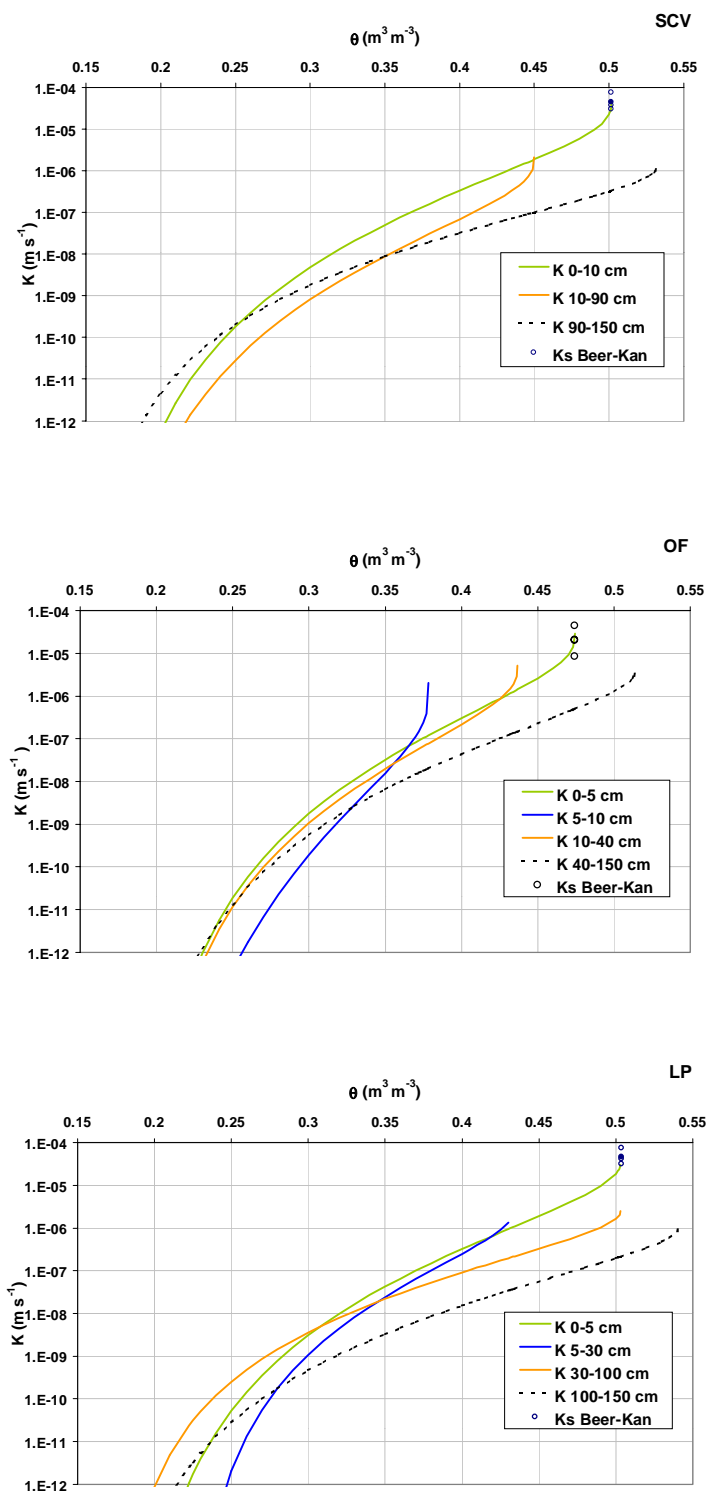 SCV
θ (m³ m⁻³)
0.15 0.2 0.25 0.3 0.35 0.4 0.45 0.5 0.55
1.E-04
1.E-05
1.E-06
1.E-07
1.E-08
1.E-09
1.E-10
1.E-11
1.E-12
K (m s⁻¹)
K 0-10 cm
K 10-90 cm
K 90-150 cm
Ks Beer-Kan
OF
θ (m³ m⁻³)
0.15 0.2 0.25 0.3 0.35 0.4 0.45 0.5 0.55
1.E-04
1.E-05
1.E-06
1.E-07
1.E-08
1.E-09
1.E-10
1.E-11
1.E-12
K (m s⁻¹)
K 0-5 cm
K 5-10 cm
K 10-40 cm
K 40-150 cm
Ks Beer-Kan
LP
θ (m³ m⁻³)
0.15 0.2 0.25 0.3 0.35 0.4 0.45 0.5 0.55
1.E-04
1.E-05
1.E-06
1.E-07
1.E-08
1.E-09
1.E-10
1.E-11
1.E-12
K (m s⁻¹)
K 0-5 cm
K 5-30 cm
K 30-100 cm
K 100-150 cm
Ks Beer-Kan